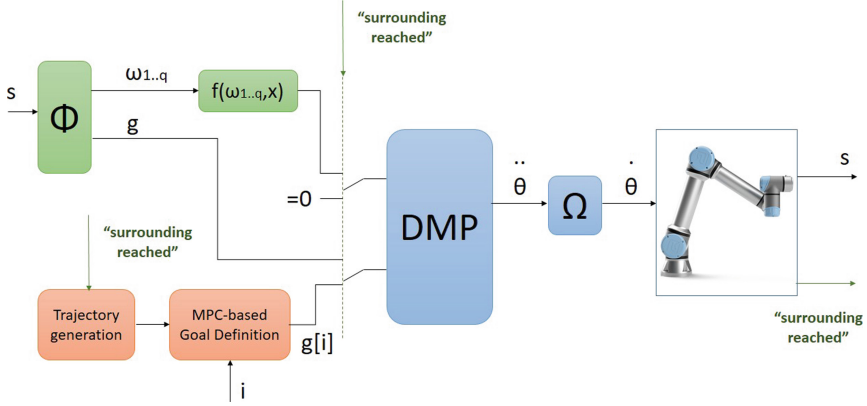 “surrounding
reached”
ω1..q
s
Φ
f(ω1..q,x)
g
=0
DMP
θ̈
Ω
θ̇
s
“surrounding
reached”
Trajectory
generation
MPC-based
Goal Definition
g[i]
i
“surrounding
reached”